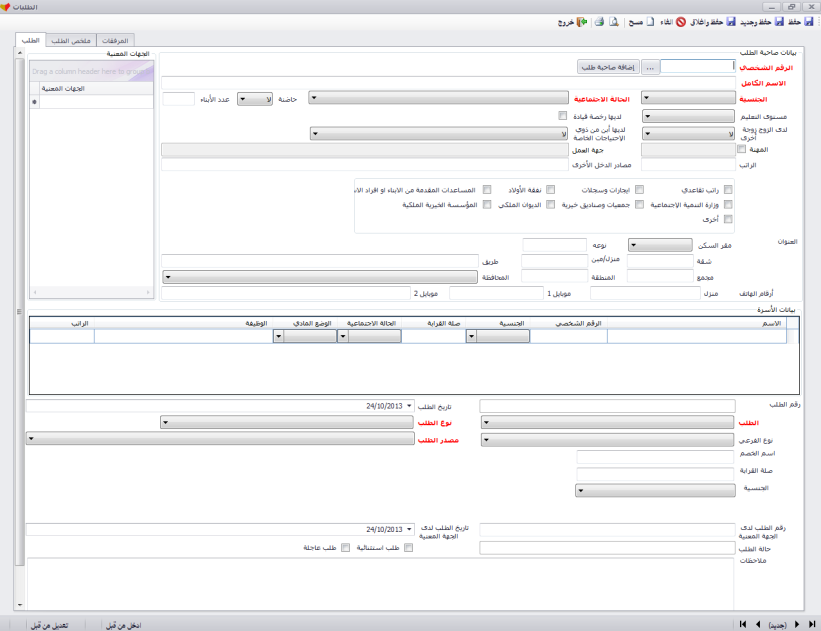 الطلبات
حفظ حفظ وجديد حفظ واغلاق الغاء مسح خروج
الطلب ملخص الطلب المرفقات
بيانات صاحبة الطلب
الجهات المعنية
الرقم الشخصي ... إضافة صاحبة طلب
Drag a column header here to group
الاسم الكامل
الجهات المعنية
الجنسية الحالة الاجتماعية حاضنة لا عدد الأبناء
مستوى التعليم لديها رخصة قيادة
لدى الزوج زوجة أخرى لا لديها أبن من ذوي الاحتياجات الخاصة لا
المهنة جهة العمل
الراتب مصادر الدخل الأخرى
راتب تقاعدي ايجارات وسجلات نفقة الأولاد المساعدات المقدمة من الابناء او افراد الاب
وزارة التنمية الإجتماعية جمعيات وصناديق خيرية الديوان الملكي المؤسسة الخيرية الملكية
أخرى
العنوان مقر السكن نوعه
شقة منزل/مبنى طريق
مجمع المنطقة المحافظة
أرقام الهاتف منزل موبايل 1 موبايل 2
بيانات الأسرة
الاسم الرقم الشخصي الجنسية صلة القرابة الحالة الاجتماعية الوضع المادي الوظيفة الراتب
رقم الطلب تاريخ الطلب 24/10/2013
الطلب نوع الطلب
نوع الفرعي مصدر الطلب
اسم الخصم
صلة القرابة
الجنسية
رقم الطلب لدى الجهة المعنية تاريخ الطلب لدى الجهة المعنية 24/10/2013
حالة الطلب طلب استثنائية طلب عاجلة
ملاحظات
(جديد) ادخل من قبل تعديل من قبل